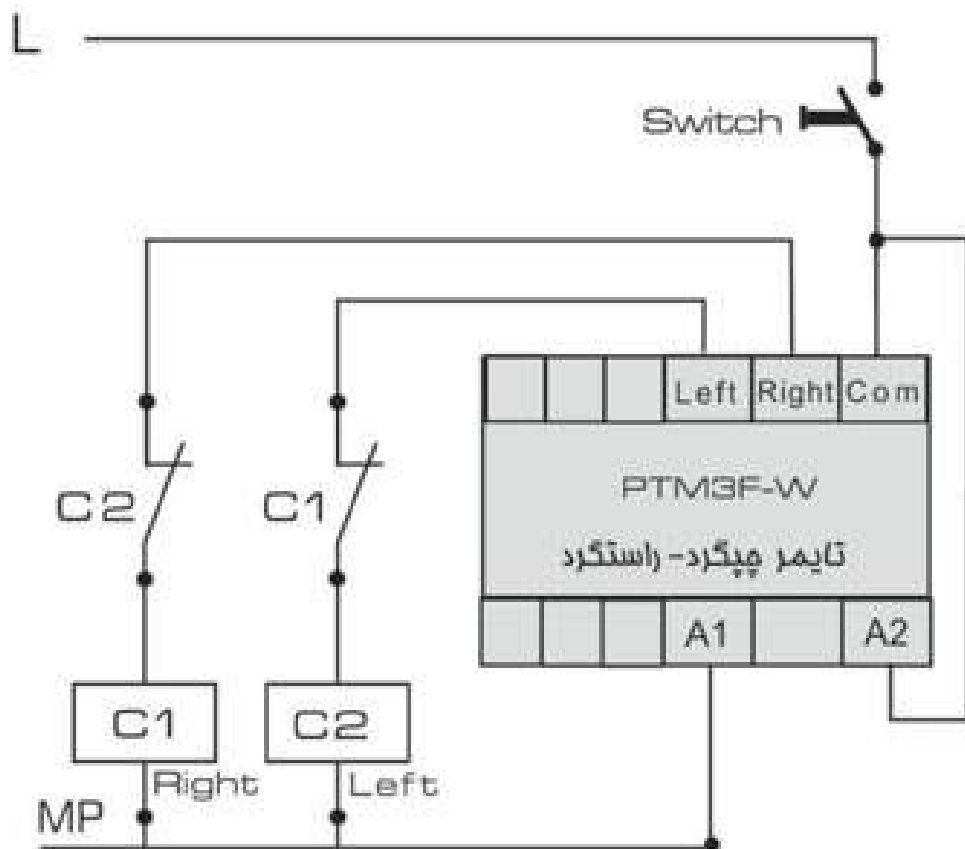 L
Switch
Left Right Com
PTM3F-W
تایمر چپگرد- راستگرد
C2 C1
A1 A2
C1 C2
Right Left
MP